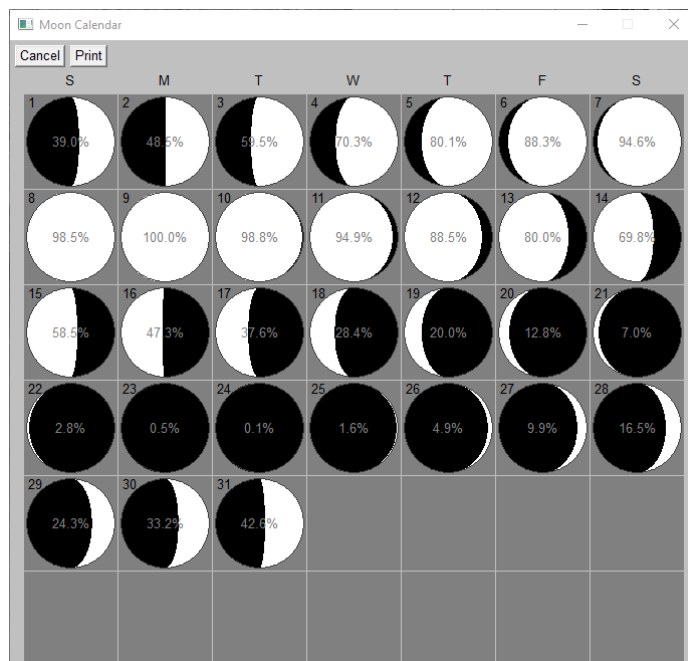 Moon Calendar
Cancel Print
S M T W T F S
1 2 3 4 5 6 7
39.0% 48.5% 59.5% 70.3% 80.1% 88.3% 94.6%
8 9 10 11 12 13 14
98.5% 100.0% 98.8% 94.9% 88.5% 80.0% 69.8%
15 16 17 18 19 20 21
58.5% 47.3% 37.6% 28.4% 20.0% 12.8% 7.0%
22 23 24 25 26 27 28
2.8% 0.5% 0.1% 1.6% 4.9% 9.9% 16.5%
29 30 31
24.3% 33.2% 42.6%